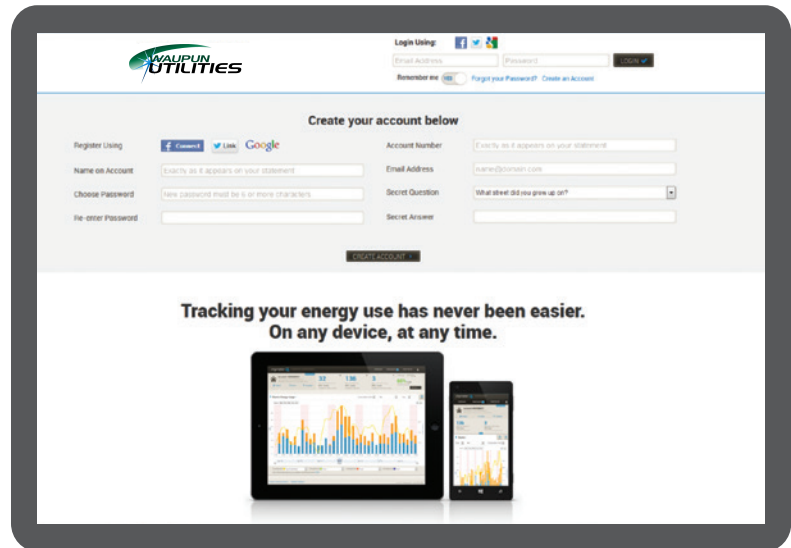 WAUPUN
UTILITIES
Login Using:
Email Address
Password
LOGIN
Remember me
YES
Forgot your Password?
Create an Account
Create your account below
Register Using
Connect
Link
Google
Name on Account
Exactly as it appears on your statement
Choose Password
New password must be 6 or more characters
Re-enter Password
Account Number
Exactly as it appears on your statement
Email Address
name@domain.com
Secret Question
What street did you grow up on?
Secret Answer
CREATE ACCOUNT
Tracking your energy use has never been easier.
On any device, at any time.